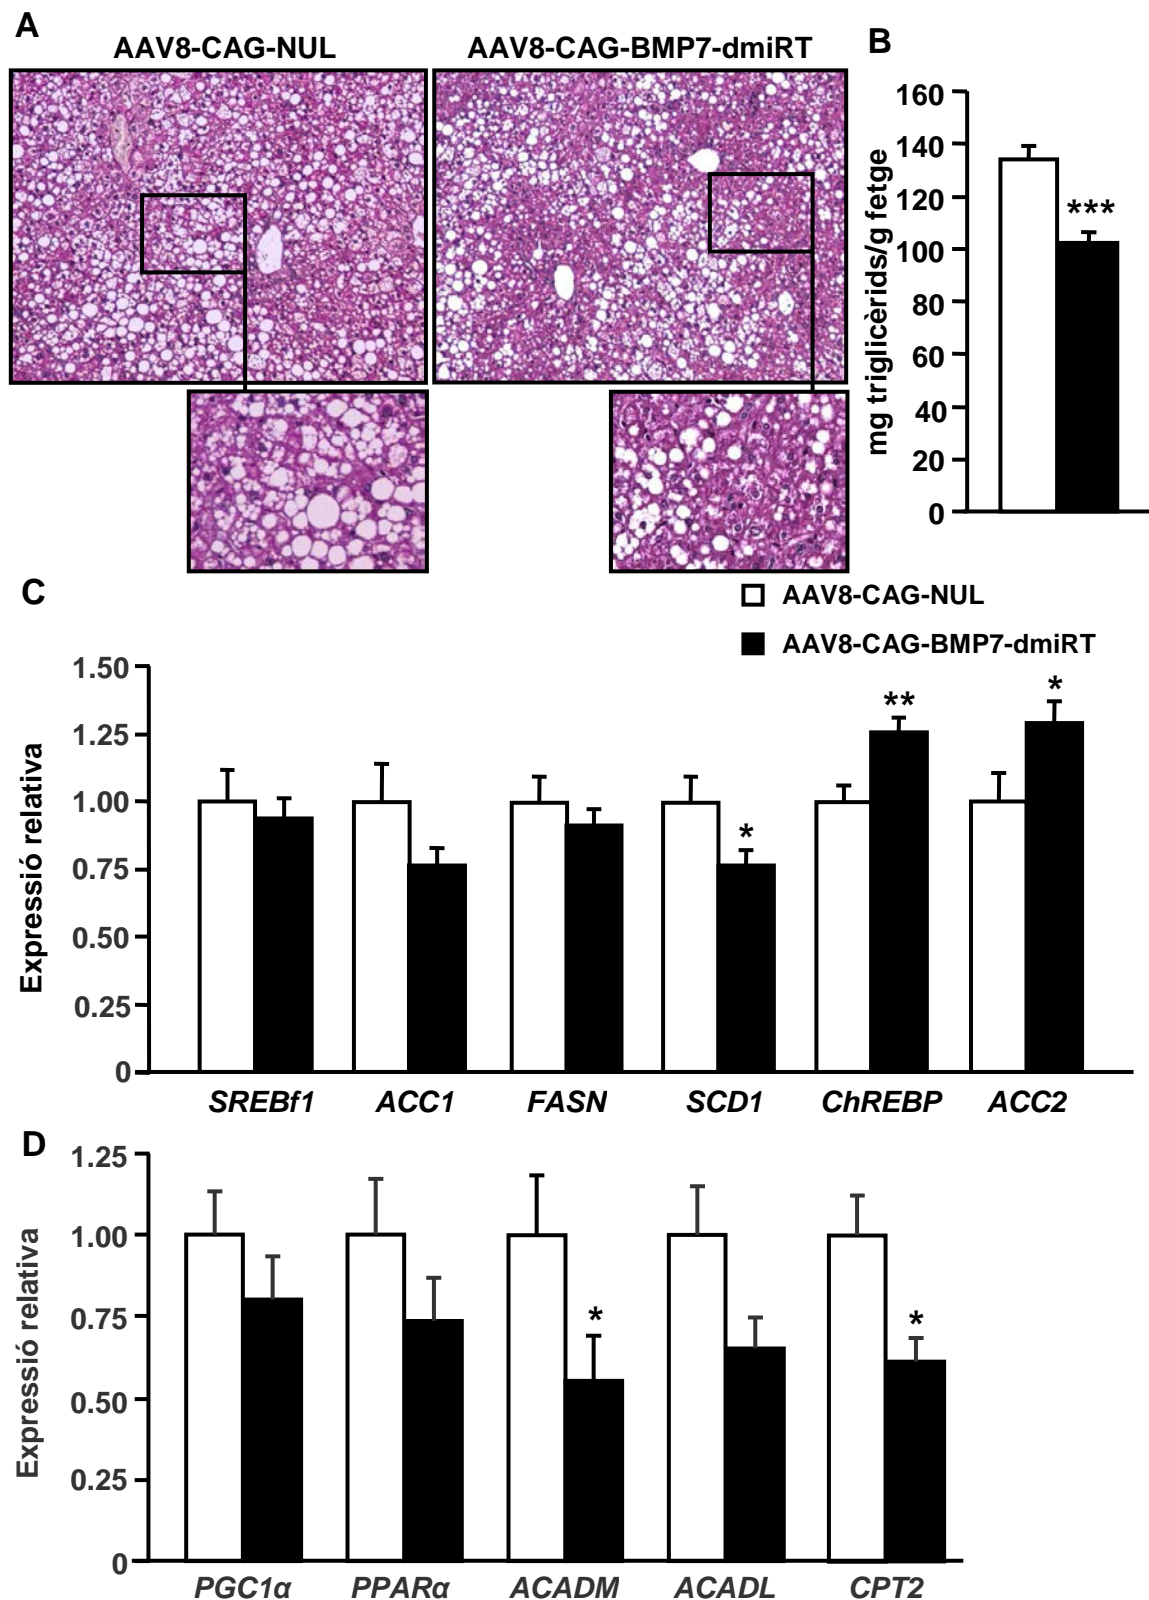 A
AAV8-CAG-NUL
AAV8-CAG-BMP7-dmiRT
B
mg triglicèrids/g fetge
160
140
120
100
80
60
40
20
0
***
C
AAV8-CAG-NUL
AAV8-CAG-BMP7-dmiRT
Expressió relativa
1.50
1.25
1.00
0.75
0.50
0.25
0
*
**
*
SREBf1 ACC1 FASN SCD1 ChREBP ACC2
D
Expressió relativa
1.25
1.00
0.75
0.50
0.25
0
*
*
PGC1α PPARα ACADM ACADL CPT2